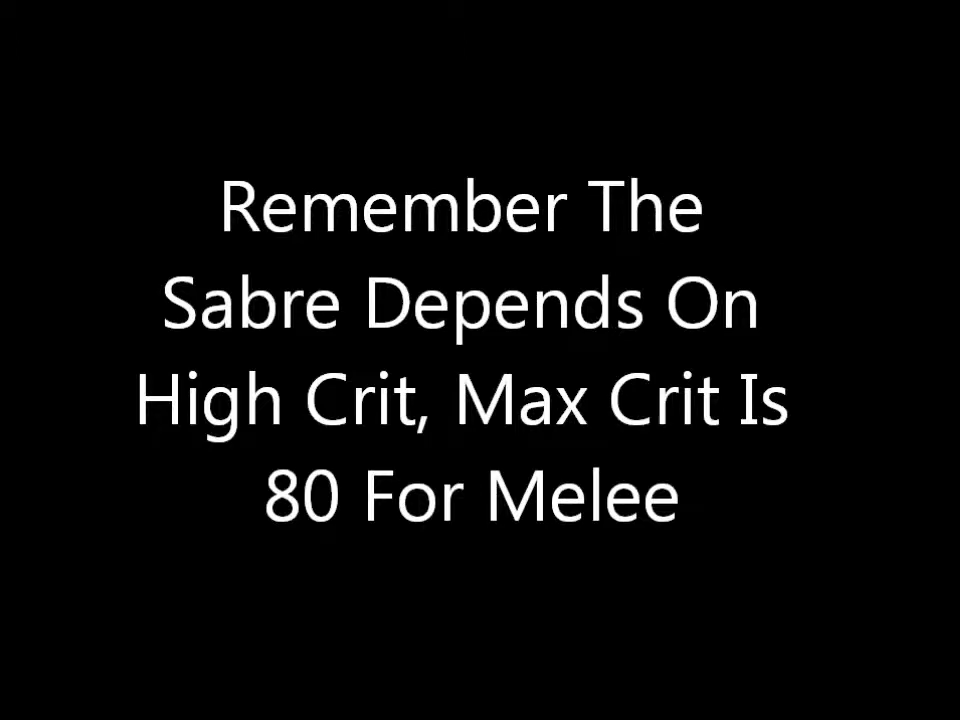 Remember The
Sabre Depends On
High Crit, Max Crit Is
80 For Melee